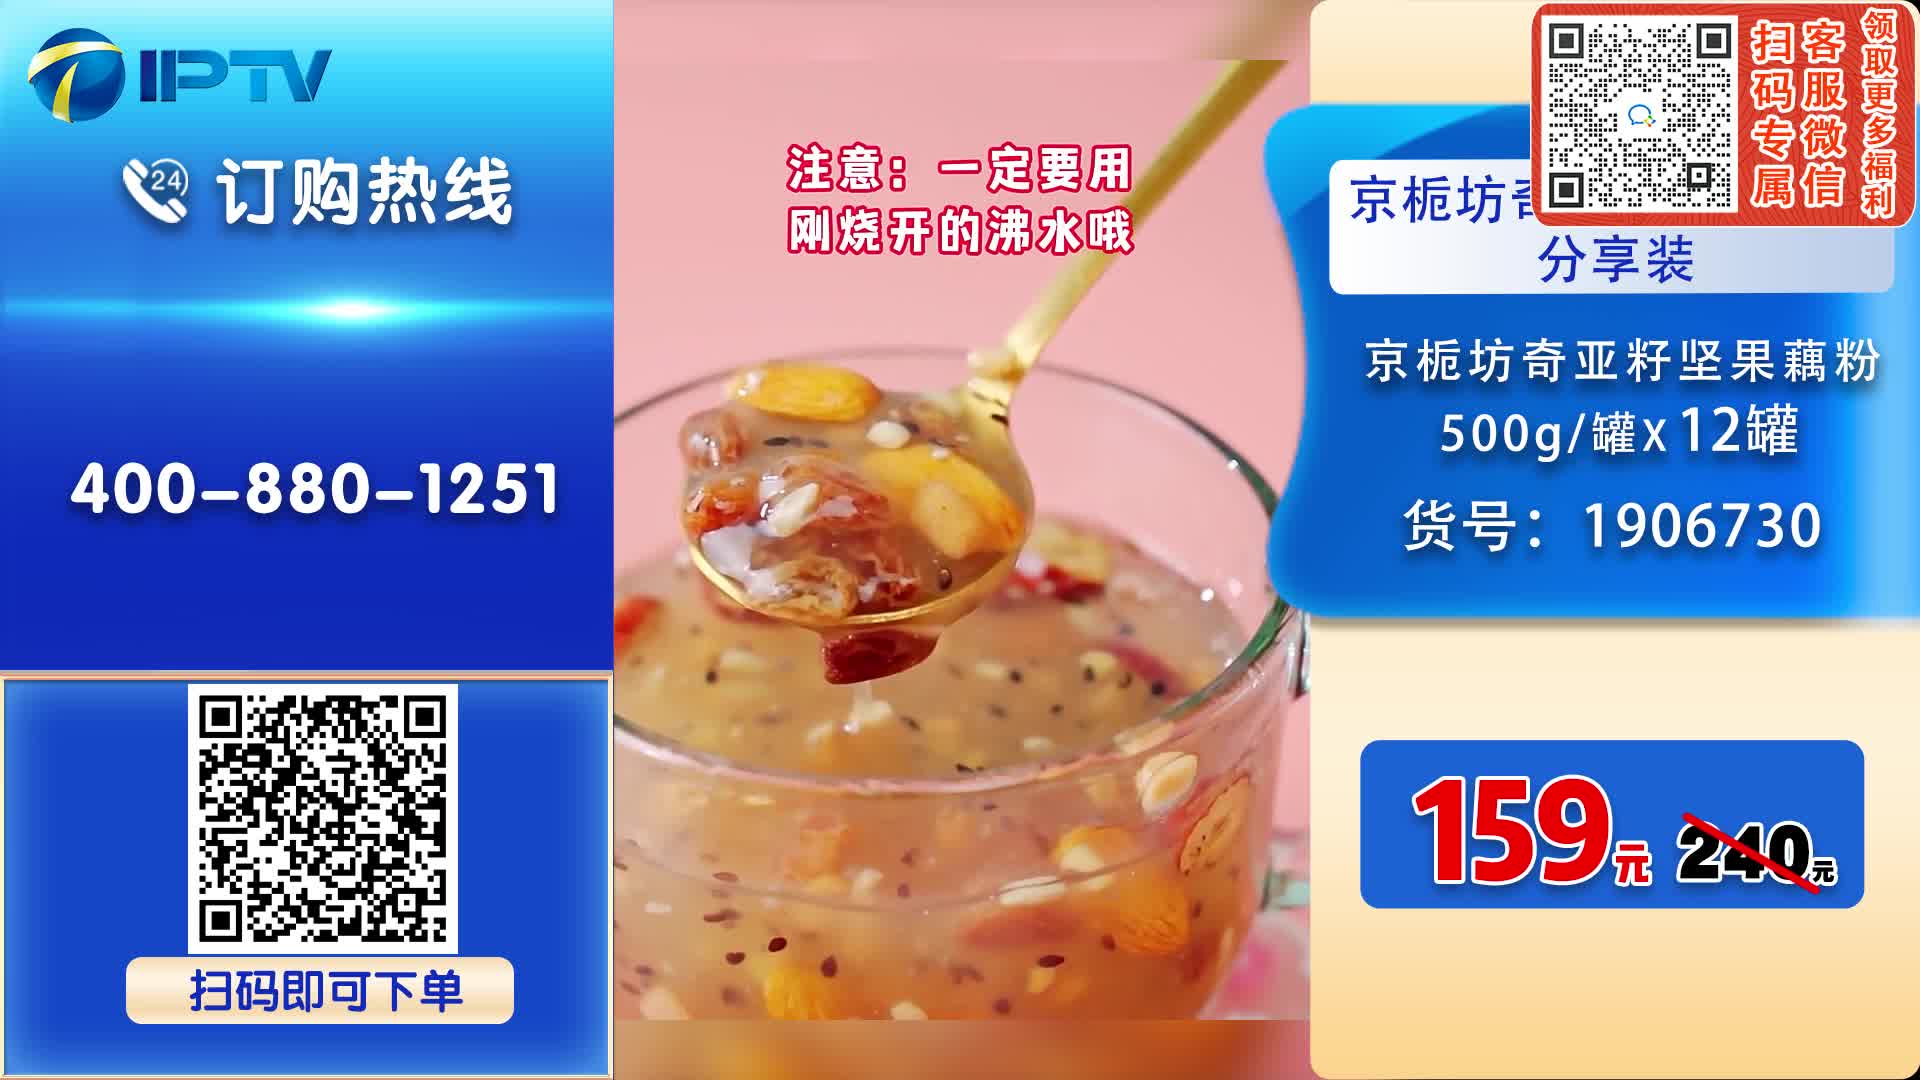 IPTV
24
订购热线
400-880-1251
扫码即可下单
注意：一定要用
刚烧开的沸水哦
扫码专属
客服微信
领取更多福利
京栀坊
分享装
京栀坊奇亚籽坚果藕粉
500g/罐x12罐
货号：1906730
159元
240元